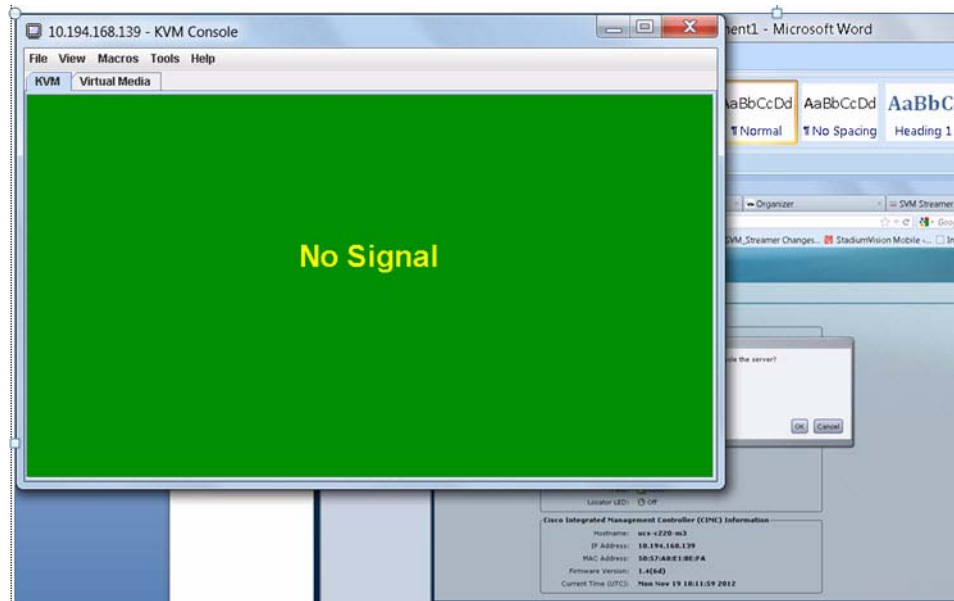 10.194.168.139 - KVM Console
File View Macros Tools Help
KVM Virtual Media
No Signal
- Microsoft Word
AaBbCcDd AaBbC
¶ Normal ¶ No Spacing Heading 1
Organizer SVM Streamer
SVM_Streamer Changes... StadiumVision Mobile
the server?
OK Cancel
Locator LED: Off
Cisco Integrated Management Controller (CIMC) Information
Hostname: ucs-c220-m3
IP Address: 10.194.168.139
MAC Address: 50:57:A8:E1:8E:FA
Firmware Version: 1.4(6d)
Current Time (UTC): Mon Nov 19 18:11:59 2012